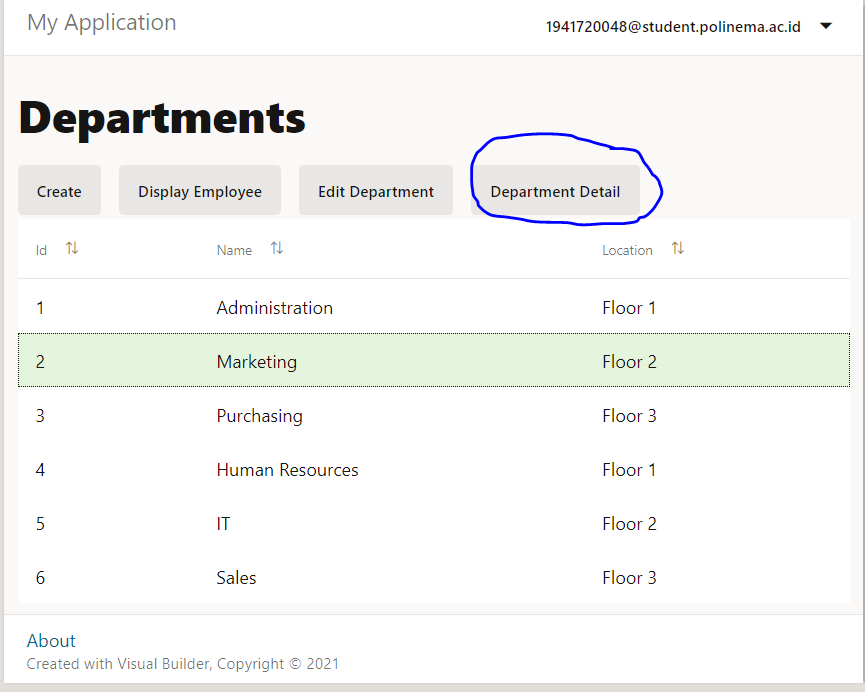 My Application
1941720048@student.polinema.ac.id
Departments
Create Display Employee Edit Department Department Detail
Id Name Location
1 Administration Floor 1
2 Marketing Floor 2
3 Purchasing Floor 3
4 Human Resources Floor 1
5 IT Floor 2
6 Sales Floor 3
About
Created with Visual Builder, Copyright © 2021